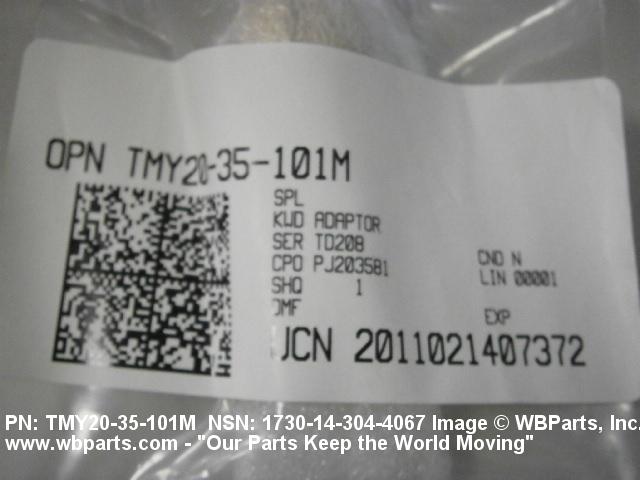 OPN TMY20-35-101M
SPL
KWD ADAPTOR
SER TD208
CPO PJ203581
SHQ 1
DMF
CND N
LIN 00001
EXP
UCN 2011021407372
PN: TMY20-35-101M NSN: 1730-14-304-4067 Image © WBParts, Inc.
www.wbparts.com - "Our Parts Keep the World Moving"